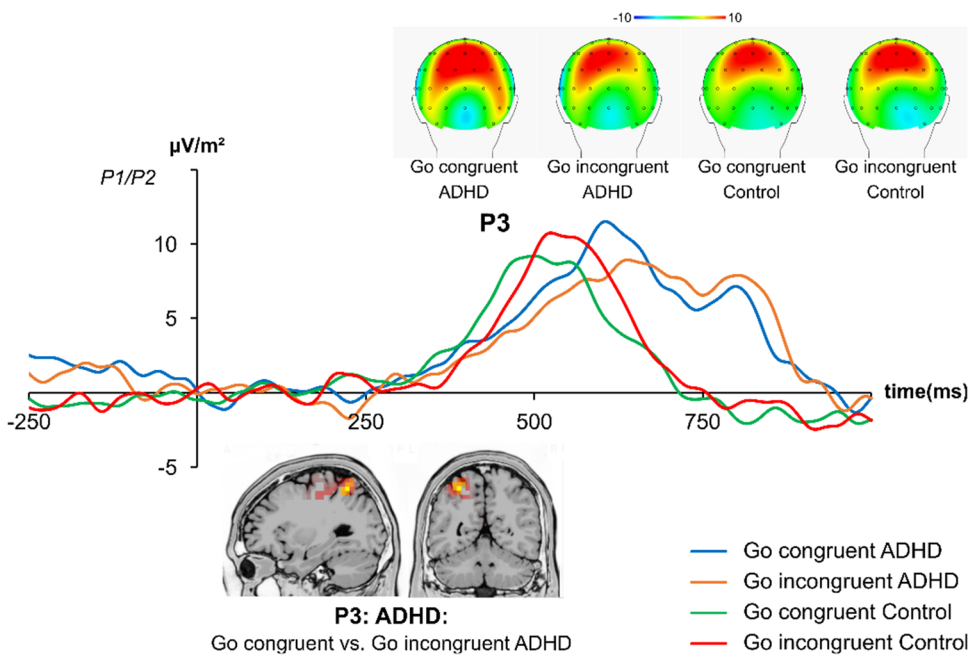 -10 10
Go congruent
ADHD
Go incongruent
ADHD
Go congruent
Control
Go incongruent
Control
µV/m²
P1/P2
P3
10
5
-5
-250
250
500
750
time(ms)
P3: ADHD:
Go congruent vs. Go incongruent ADHD
Go congruent ADHD
Go incongruent ADHD
Go congruent Control
Go incongruent Control